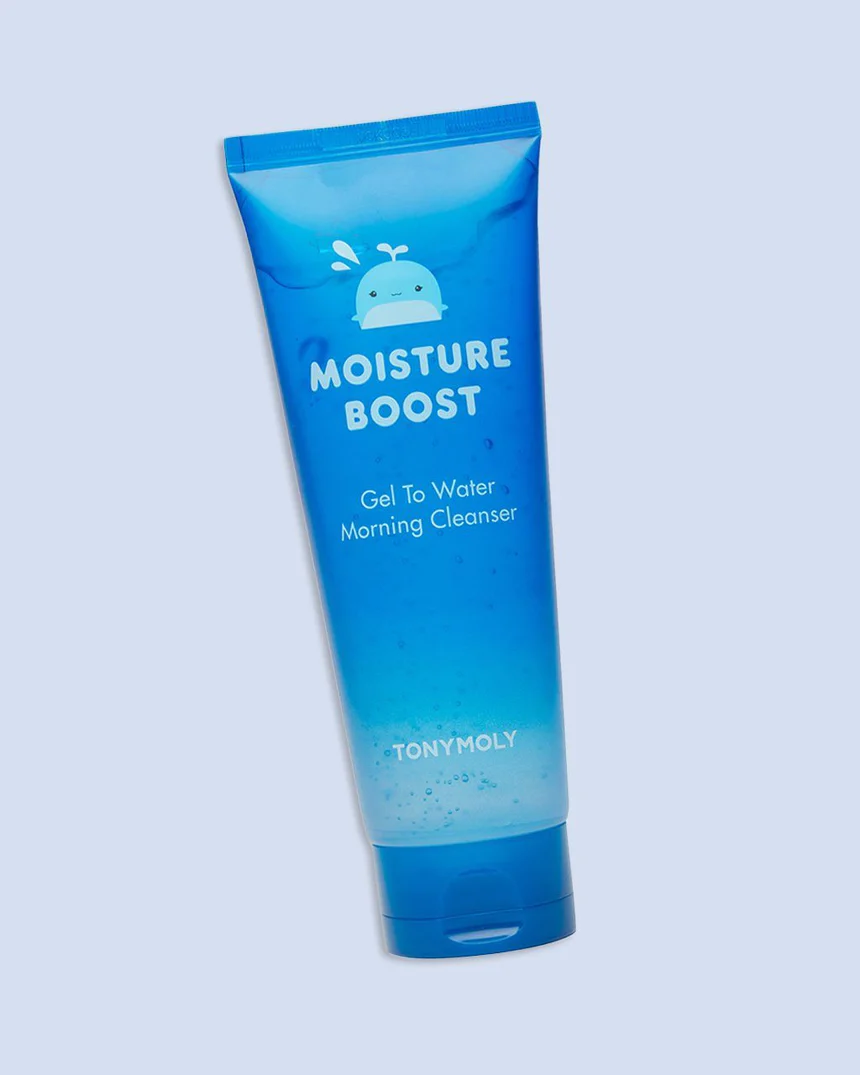 MOISTURE
BOOST
Gel To Water
Morning Cleanser
TONYMOLY